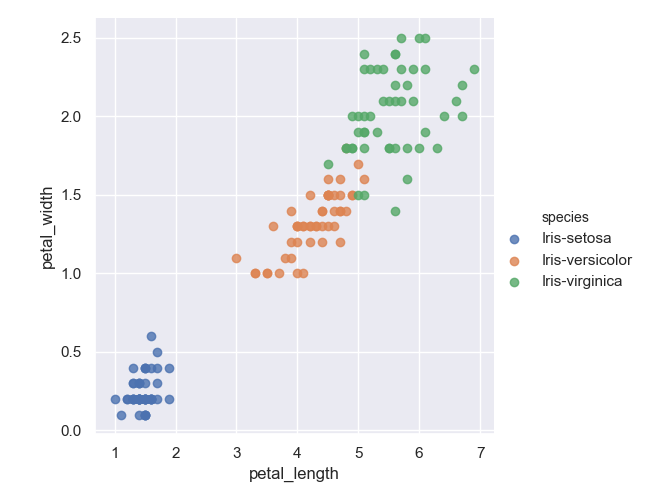 2.5
2.0
1.5
1.0
0.5
0.0
petal_width
1 2 3 4 5 6 7
petal_length
species
Iris-setosa
Iris-versicolor
Iris-virginica